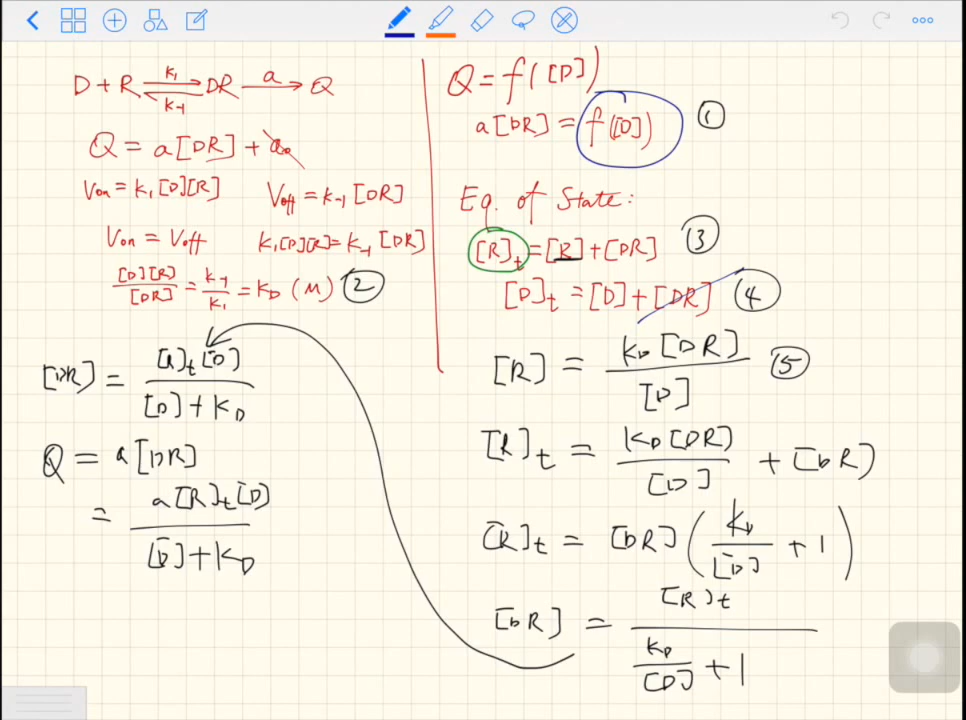 D + R ⇌ DR → Q
k₁ a
k₋₁
Q = a[DR] + a₀
Von = k₁[D][R]
Voff = k₋₁[DR]
Von = Voff
k₁[D][R] = k₋₁[DR]
[D][R]/[DR] = k₋₁/k₁ = KD (M) ②
[DR] = [R]t[D] / ([D] + KD)
Q = a[DR]
= a[R]t[D] / ([D] + KD)
Q = f([D])
a[DR] = f([D]) ①
Eq. of State:
[R]t = [R] + [DR] ③
[D]t = [D] + [DR] ④
[R] = KD[DR] / [D] ⑤
[R]t = KD[DR] / [D] + [DR]
[R]t = [DR] (KD/[D] + 1)
[DR] = [R]t / (KD/[D] + 1)